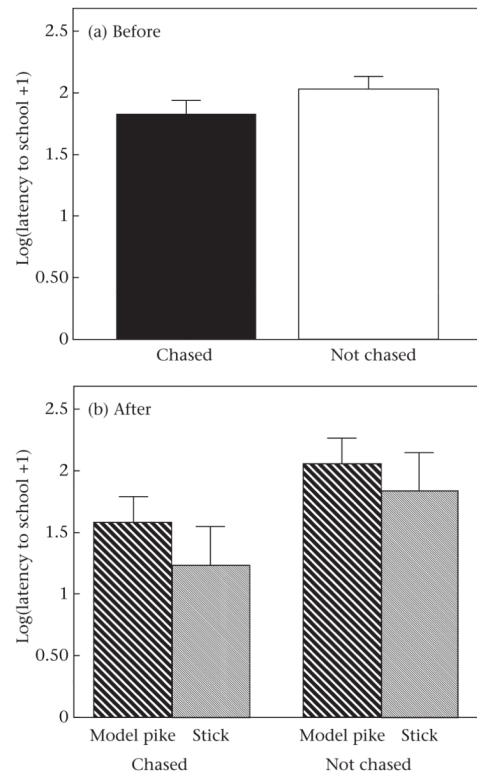 (a) Before
2.5
2
1.5
1
0.50
0
Log(latency to school +1)
Chased Not chased
(b) After
2.5
2
1.5
1
0.50
0
Log(latency to school +1)
Model pike Stick Model pike Stick
Chased Not chased